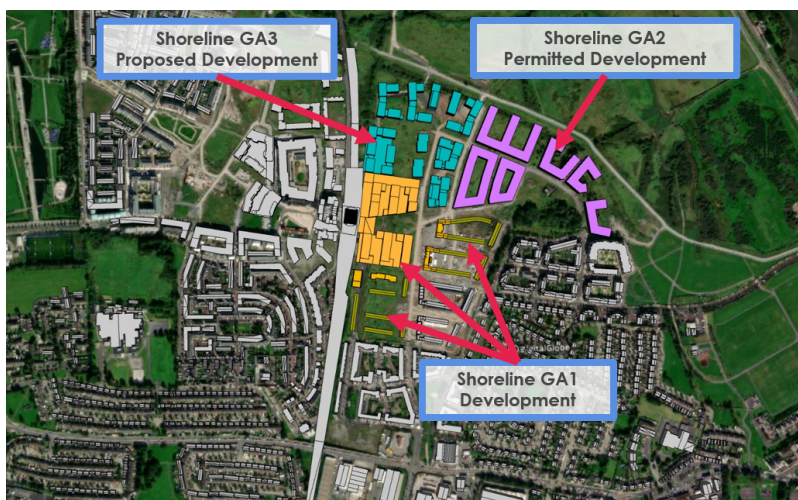 Shoreline GA3
Proposed Development
Shoreline GA2
Permitted Development
Shoreline GA1
Development